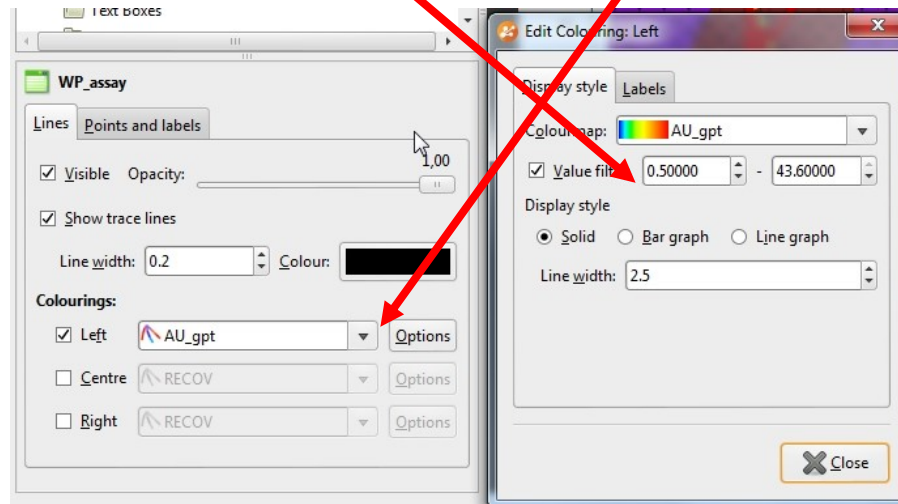 Text Boxes
WP_assay
Lines Points and labels
1,00
Visible Opacity:
Show trace lines
Line width: 0.2 Colour:
Colourings:
Left AU_gpt Options
Centre RECOV Options
Right RECOV Options
Edit Colouring: Left
Display style Labels
Colourmap: AU_gpt
Value filt 0.50000 - 43.60000
Display style
Solid Bar graph Line graph
Line width: 2.5
Close